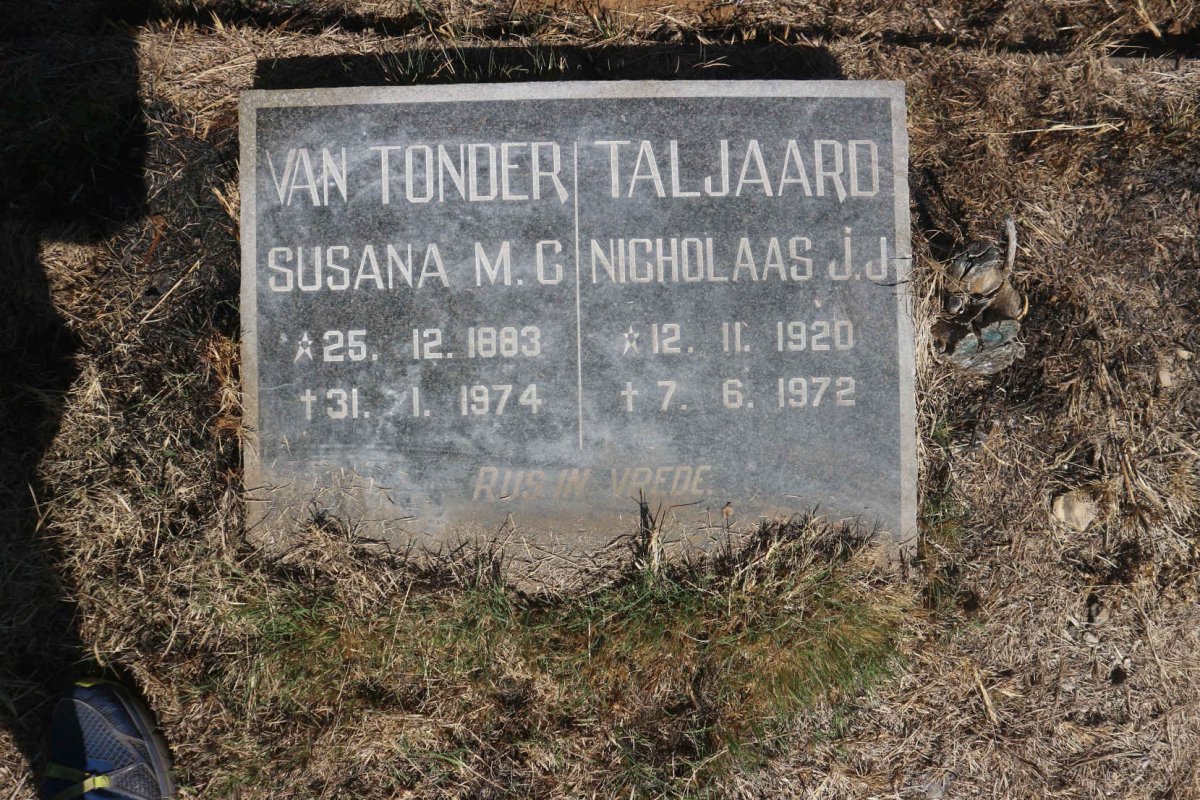 VAN TONDER
SUSANA M. C
☆ 25. 12. 1883
† 31. 1. 1974
TALJAARD
NICHOLAAS J. J
☆ 12. 11. 1920
† 7. 6. 1972
RUS IN VREDE